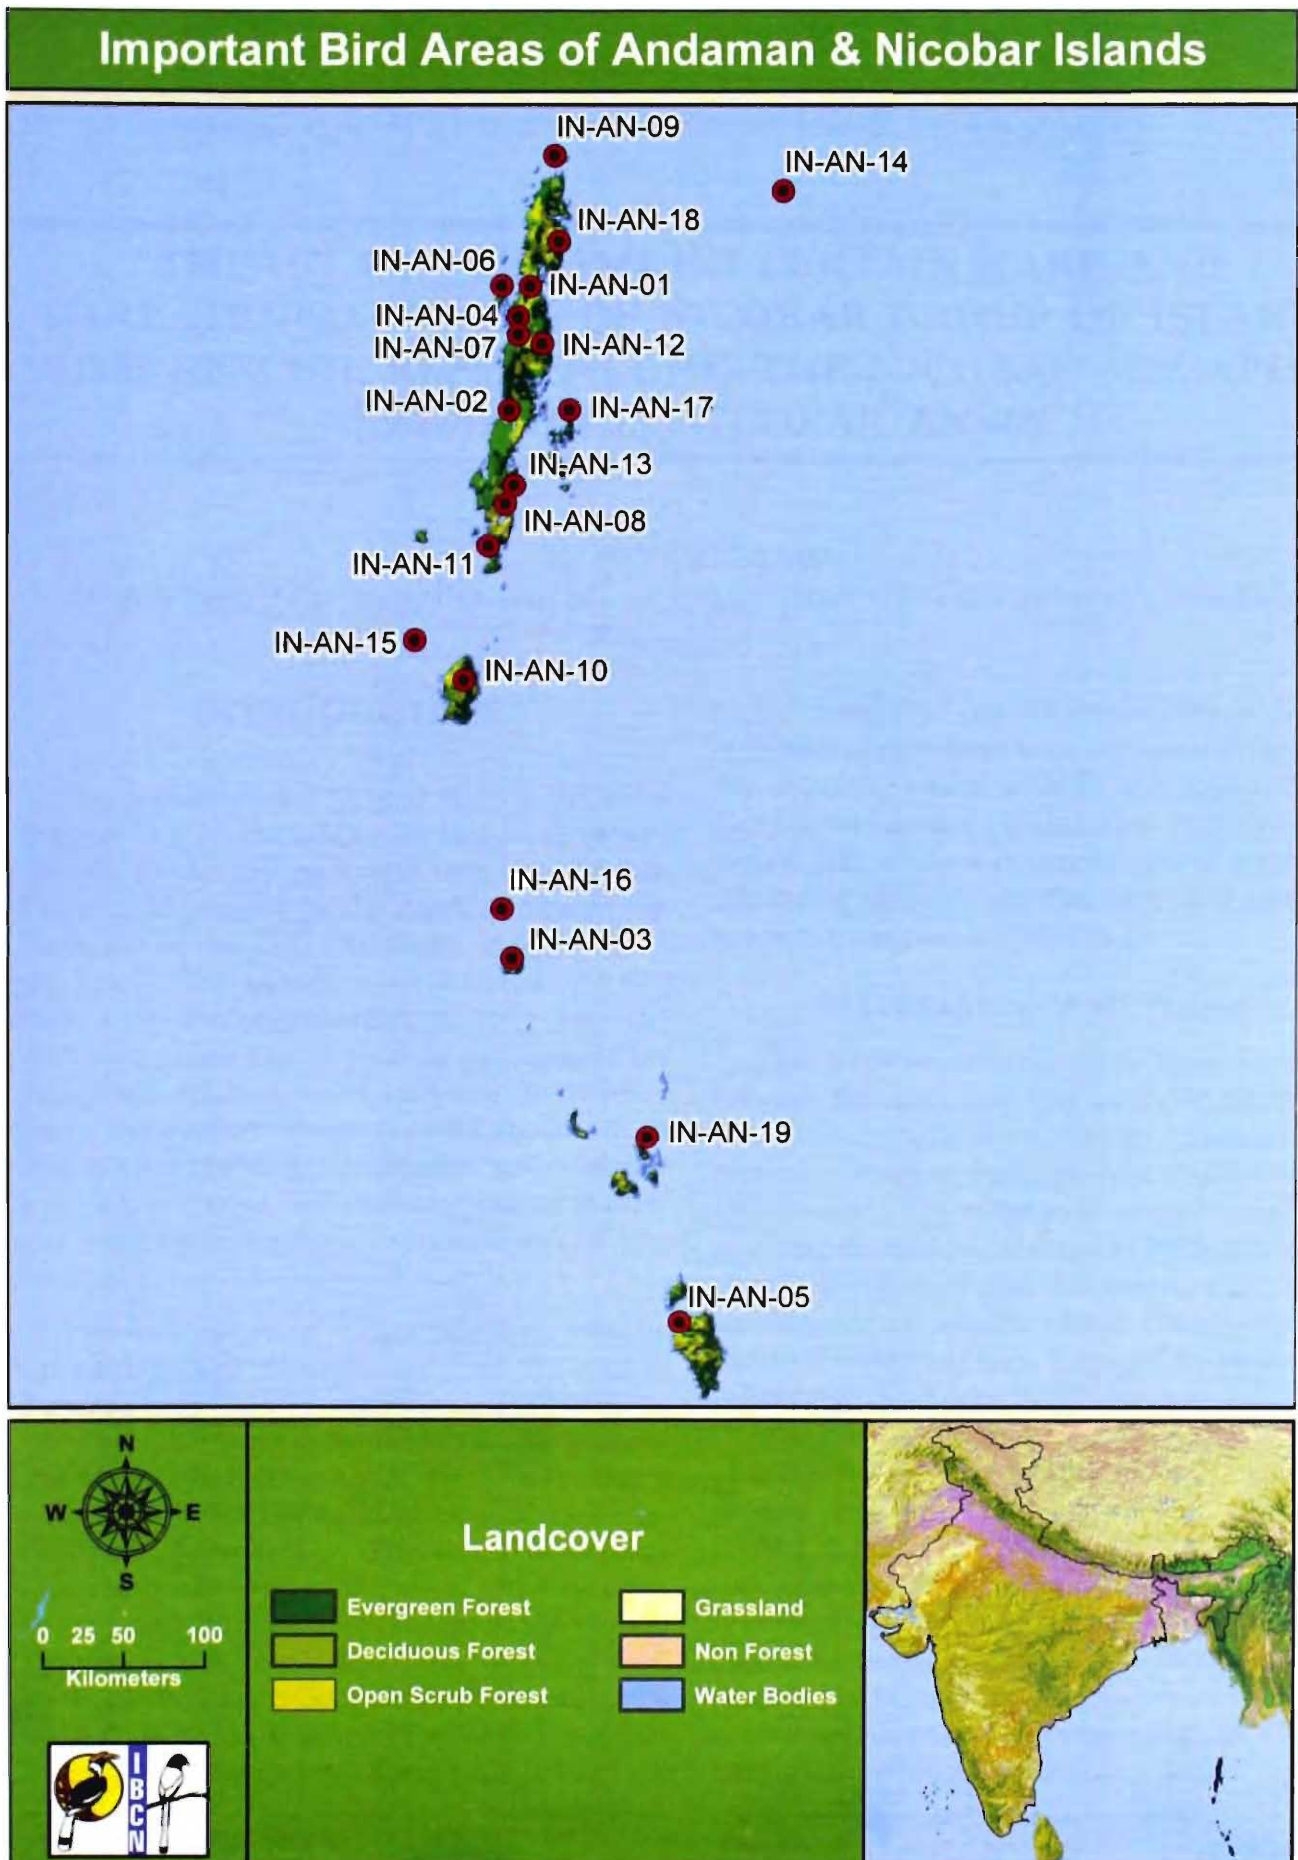 Important Bird Areas of Andaman & Nicobar Islands
IN-AN-09
IN-AN-14
IN-AN-18
IN-AN-06
IN-AN-01
IN-AN-04
IN-AN-07
IN-AN-12
IN-AN-02
IN-AN-17
IN-AN-13
IN-AN-08
IN-AN-11
IN-AN-15
IN-AN-10
IN-AN-16
IN-AN-03
IN-AN-19
IN-AN-05
N
W E
S
0 25 50 100
Kilometers
IBCN
Landcover
Evergreen Forest
Deciduous Forest
Open Scrub Forest
Grassland
Non Forest
Water Bodies